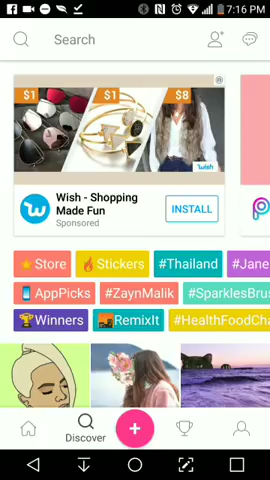 7:16 PM
Search
$1
$1
$8
wish
Wish - Shopping
Made Fun
Sponsored
INSTALL
Store
Stickers
#Thailand
#Jane
AppPicks
#ZaynMalik
#SparklesBrus
Winners
RemixIt
#HealthFoodCha
Discover